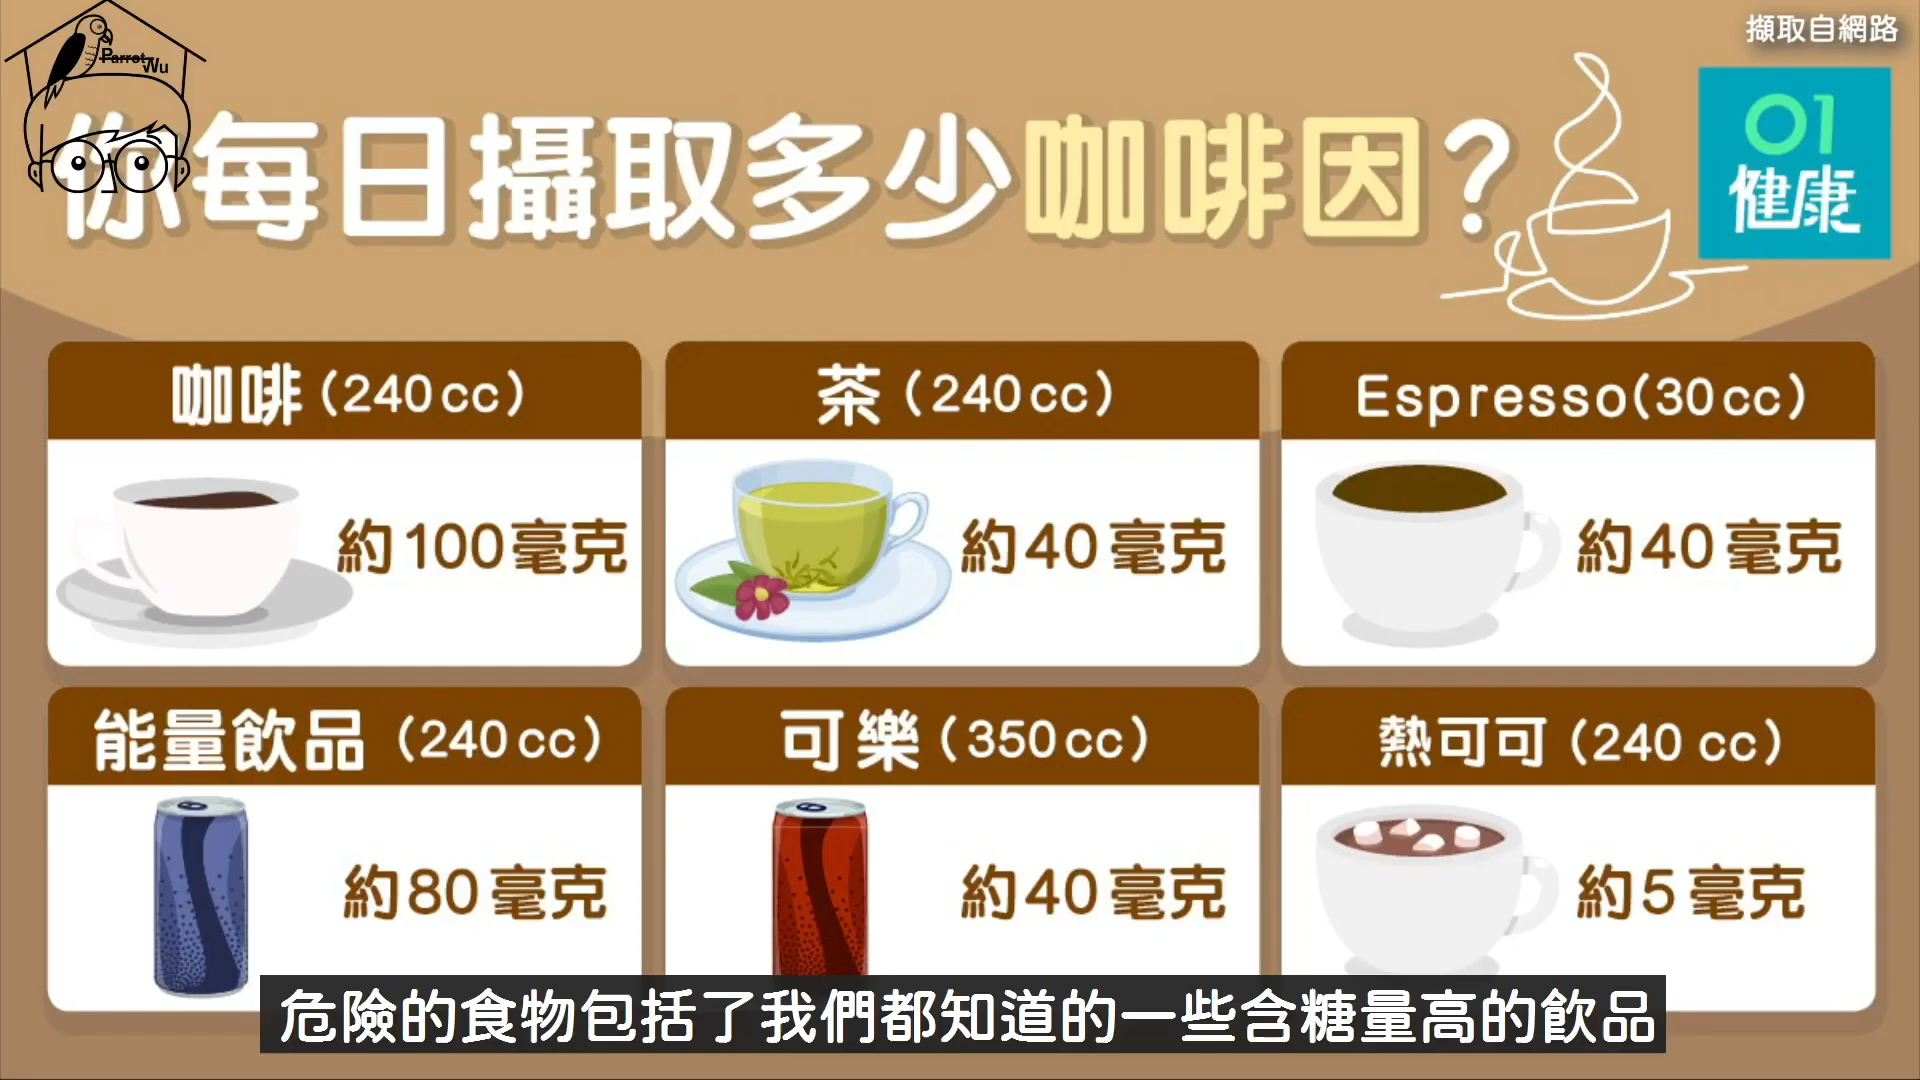 擷取自網路
Parrot Wu
你每日攝取多少咖啡因?
01
健康
咖啡(240cc)
約100毫克
茶(240cc)
約40毫克
Espresso(30cc)
約40毫克
能量飲品(240cc)
約80毫克
可樂(350cc)
約40毫克
熱可可(240 cc)
約5毫克
危險的食物包括了我們都知道的一些含糖量高的飲品